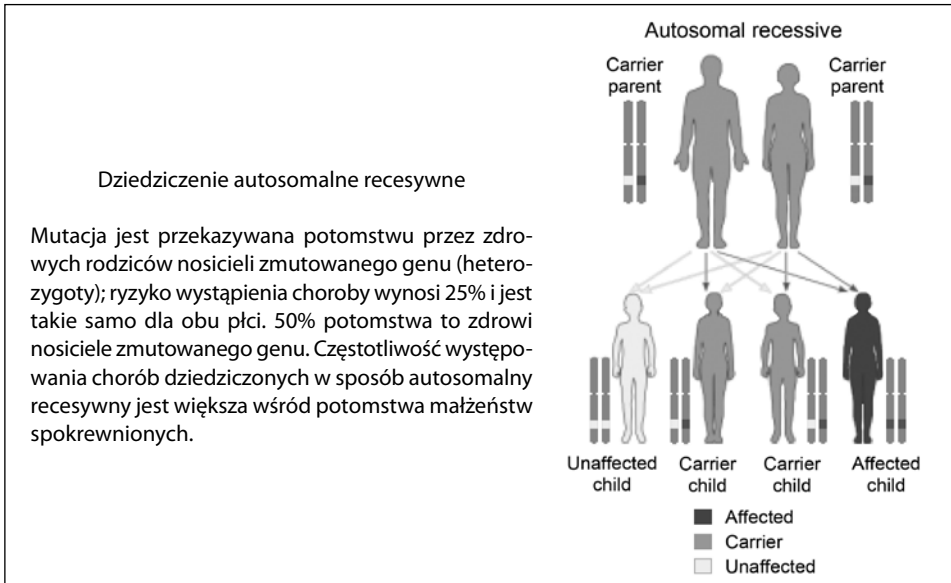 Dziedziczenie autosomalne recesywne
Mutacja jest przekazywana potomstwu przez zdro-
wych rodziców nosicieli zmutowanego genu (hetero-
zygoty); ryzyko wystąpienia choroby wynosi 25% i jest
takie samo dla obu płci. 50% potomstwa to zdrowi
nosiciele zmutowanego genu. Częstotliwość występo-
wania chorób dziedziczonych w sposób autosomalny
recesywny jest większa wśród potomstwa małżeństw
spokrewnionych.
Autosomal recessive
Carrier
parent
Carrier
parent
Unaffected
child
Carrier
child
Carrier
child
Affected
child
Affected
Carrier
Unaffected